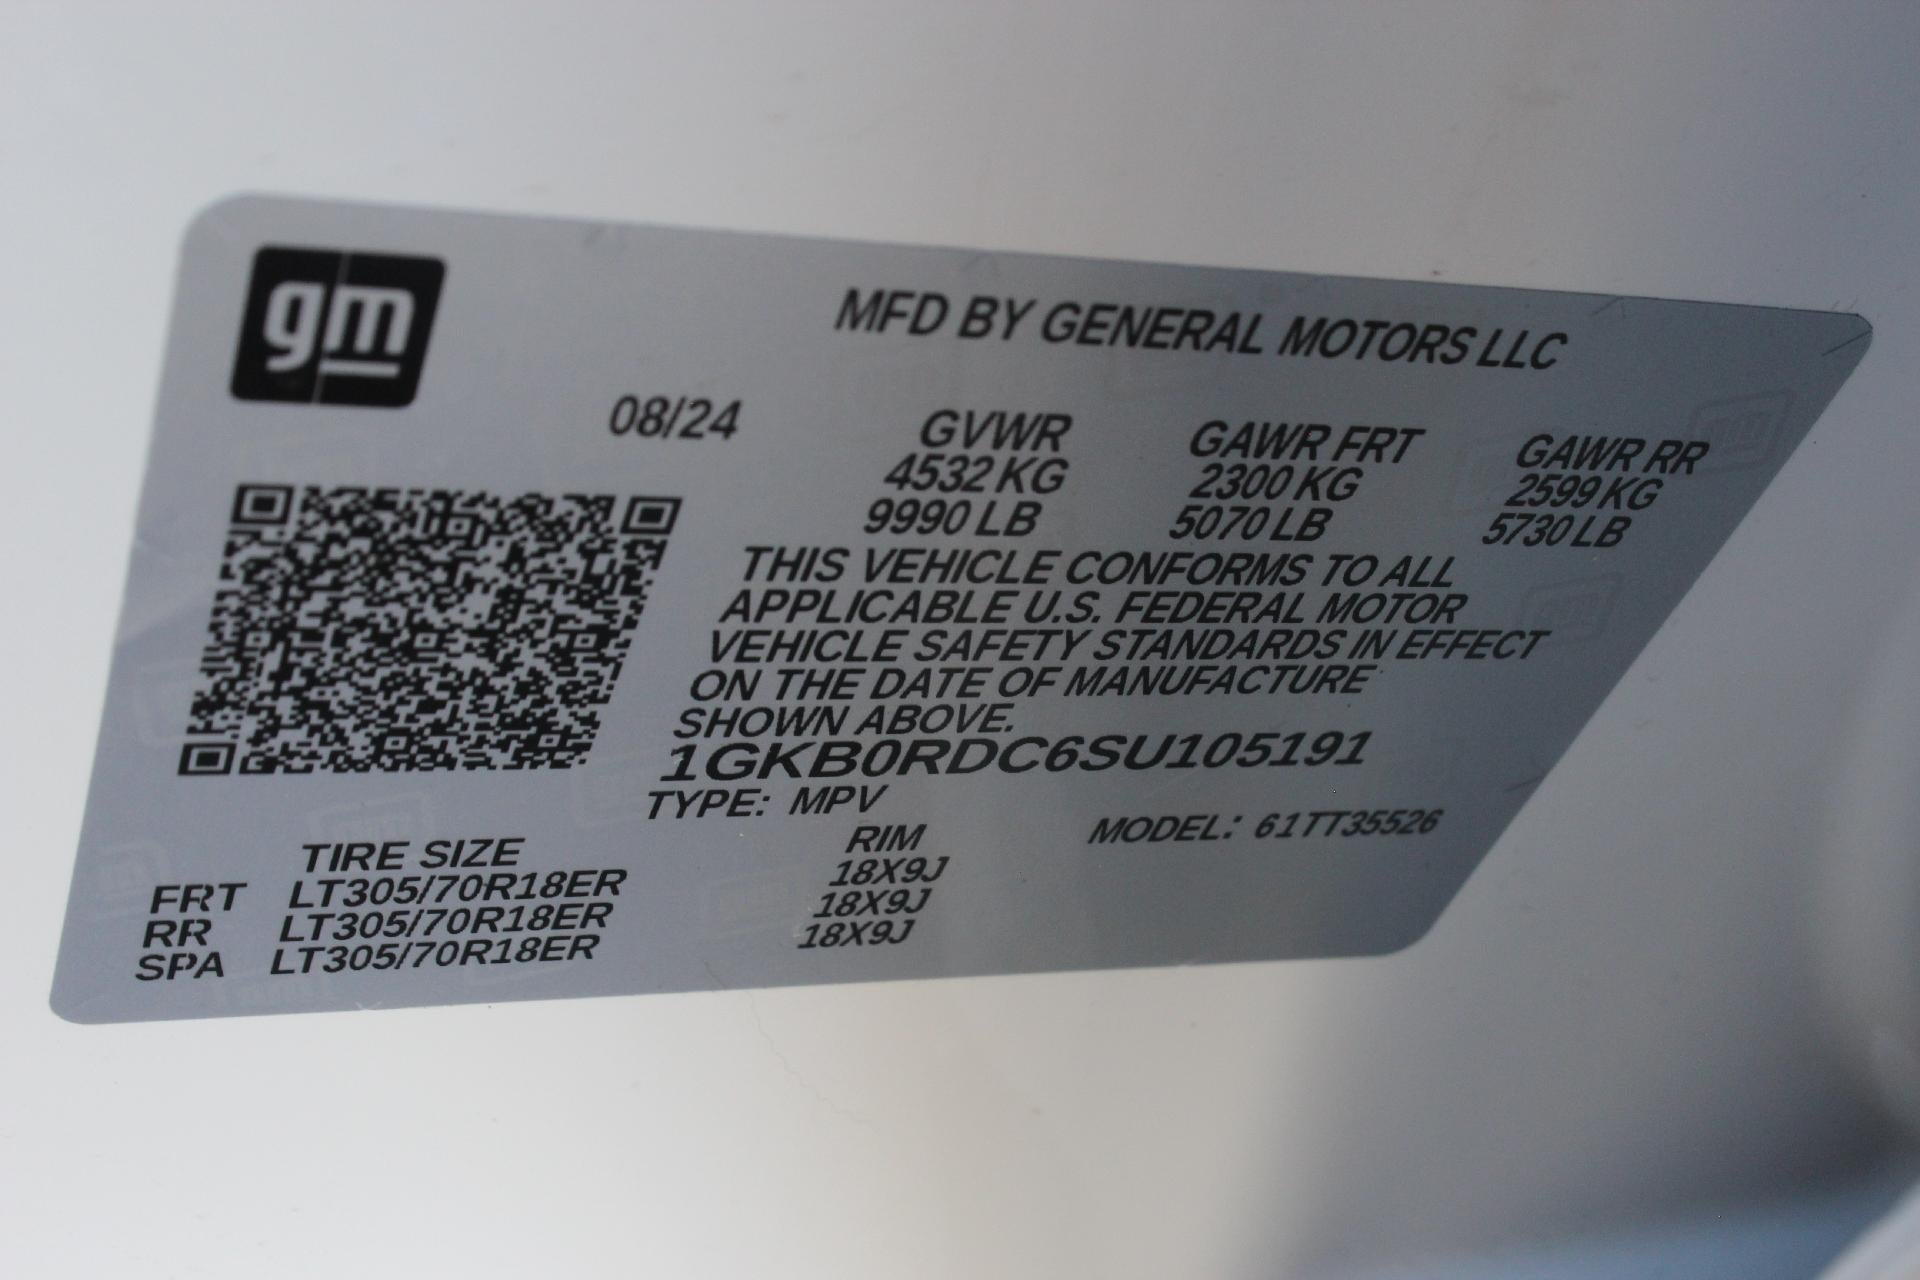 gm
MFD BY GENERAL MOTORS LLC
08/24
GVWR GAWR FRT GAWR RR
4532 KG 2300 KG 2599 KG
9990 LB 5070 LB 5730 LB
THIS VEHICLE CONFORMS TO ALL
APPLICABLE U.S. FEDERAL MOTOR
VEHICLE SAFETY STANDARDS IN EFFECT
ON THE DATE OF MANUFACTURE
SHOWN ABOVE.
1GKB0RDC6SU105191
TYPE: MPV
MODEL: 61TT35526
TIRE SIZE RIM
FRT LT305/70R18ER 18X9J
RR LT305/70R18ER 18X9J
SPA LT305/70R18ER 18X9J